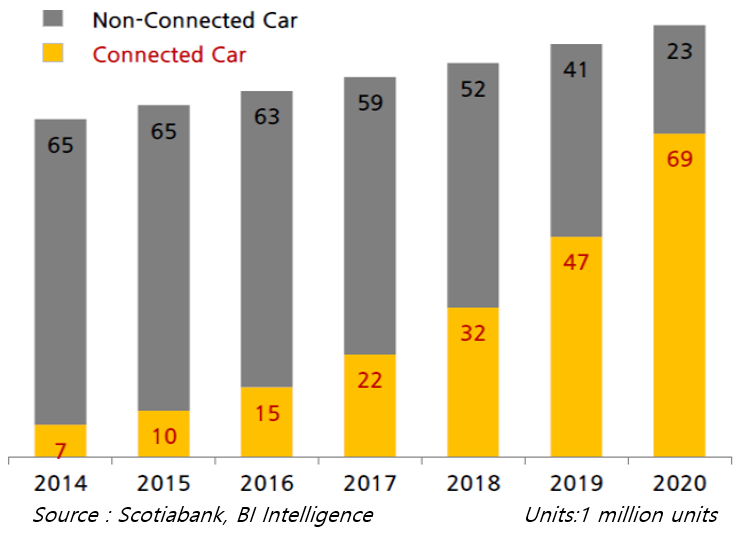 Non-Connected Car
Connected Car
65 65 63 59 52 41 23
7 10 15 22 32 47 69
2014 2015 2016 2017 2018 2019 2020
Source : Scotiabank, BI Intelligence Units:1 million units